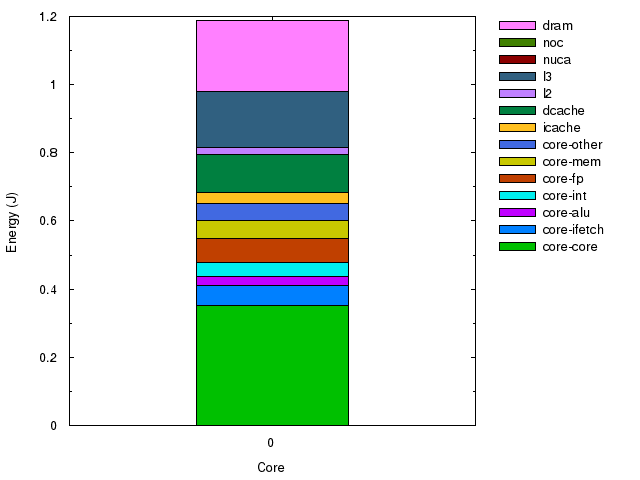 1.2
1
0.8
0.6
0.4
0.2
0
Energy (J)
0
Core
dram
noc
nuca
l3
l2
dcache
icache
core-other
core-mem
core-fp
core-int
core-alu
core-ifetch
core-core